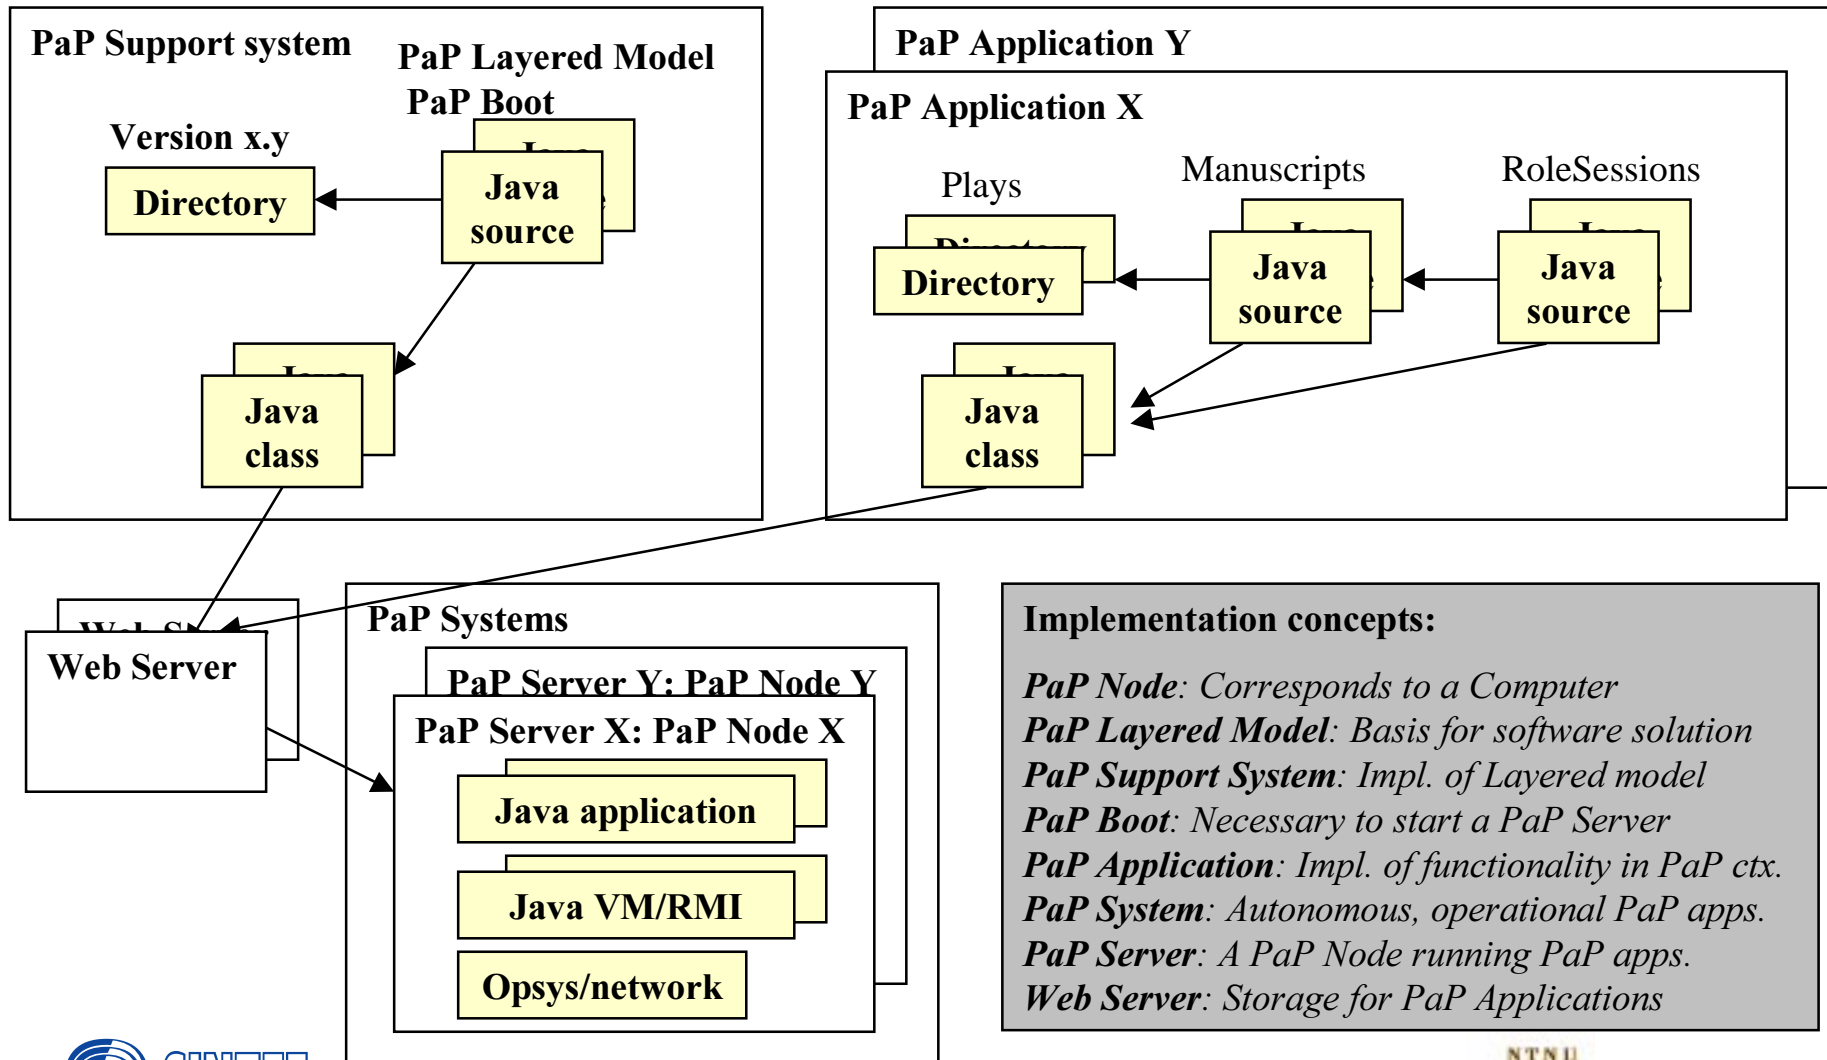 PaP Support system
PaP Layered Model
PaP Boot
Version x.y
Directory
Java
source
Java
class
PaP Application Y
PaP Application X
Plays
Manuscripts
RoleSessions
Directory
Directory
Java
source
Java
source
Java
class
Web Server
Web Server
PaP Systems
PaP Server Y: PaP Node Y
PaP Server X: PaP Node X
Java application
Java VM/RMI
Opsys/network
Implementation concepts:
PaP Node: Corresponds to a Computer
PaP Layered Model: Basis for software solution
PaP Support System: Impl. of Layered model
PaP Boot: Necessary to start a PaP Server
PaP Application: Impl. of functionality in PaP ctx.
PaP System: Autonomous, operational PaP apps.
PaP Server: A PaP Node running PaP apps.
Web Server: Storage for PaP Applications
SINTEF
NTNU